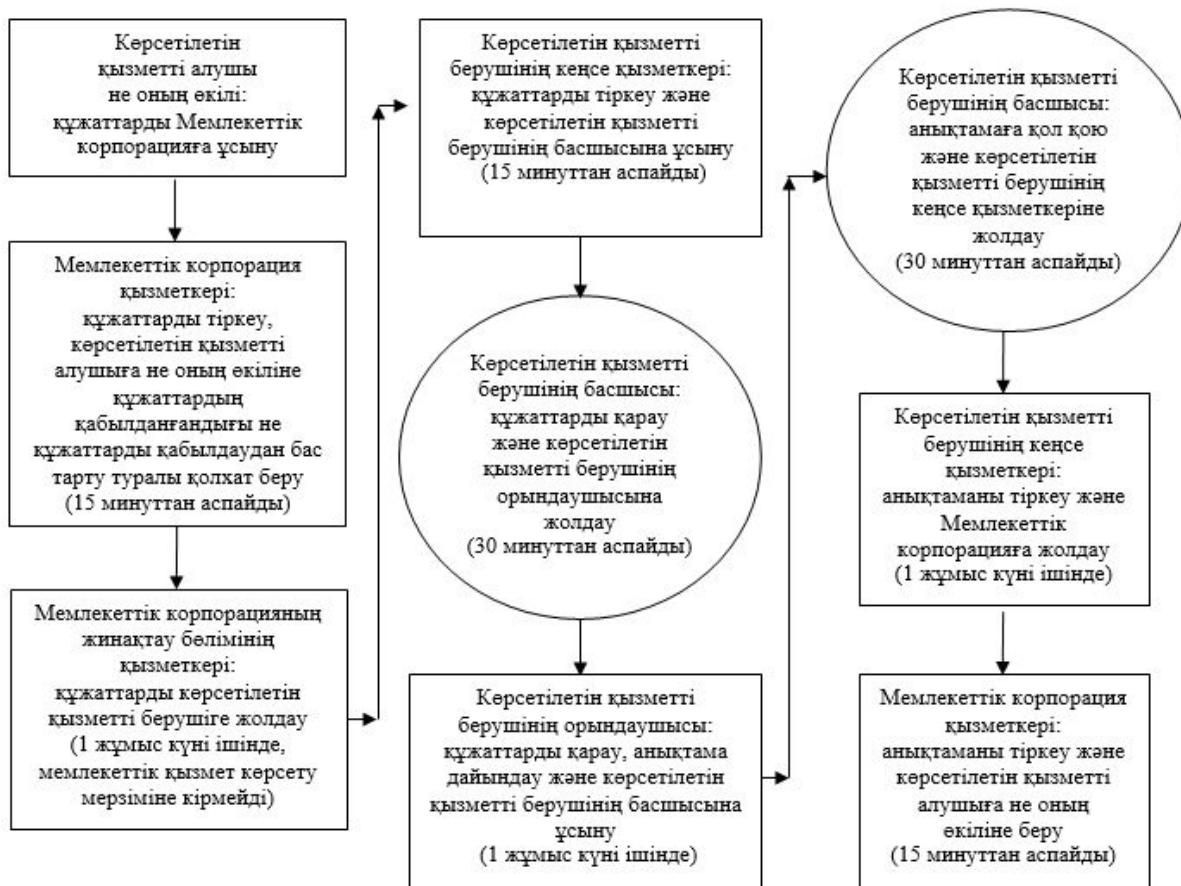 Көрсетілетін
қызметті алушы
не оның өкілі:
құжаттарды Мемлекеттік
корпорацияға ұсыну
Мемлекеттік корпорация
қызметкері:
құжаттарды тіркеу,
көрсетілетін қызметті
алушыға не оның өкіліне
құжаттардың
қабылданғандығы не
құжаттарды қабылдаудан бас
тарту туралы қолхат беру
(15 минуттан аспайды)
Мемлекеттік корпорацияның
жинақтау бөлімінің
қызметкері:
құжаттарды көрсетілетін
қызметті берушіге жолдау
(1 жұмыс күні ішінде,
мемлекеттік қызмет көрсету
мерзіміне кірмейді)
Көрсетілетін қызметті
берушінің кеңсе қызметкері:
құжаттарды тіркеу және
көрсетілетін қызметті
берушінің басшысына ұсыну
(15 минуттан аспайды)
Көрсетілетін қызметті
берушінің басшысы:
құжаттарды қарау
және көрсетілетін
қызметті берушінің
орындаушысына
жолдау
(30 минуттан аспайды)
Көрсетілетін қызметті
берушінің орындаушысы:
құжаттарды қарау, анықтама
дайындау және көрсетілетін
қызметті берушінің басшысына
ұсыну
(1 жұмыс күні ішінде)
Көрсетілетін қызметті
берушінің басшысы:
анықтамаға қол қою
және көрсетілетін
қызметті берушінің
кеңсе қызметкеріне
жолдау
(30 минуттан аспайды)
Көрсетілетін қызметті
берушінің кеңсе
қызметкері:
анықтаманы тіркеу және
Мемлекеттік
корпорацияға жолдау
(1 жұмыс күні ішінде)
Мемлекеттік корпорация
қызметкері:
анықтаманы тіркеу және
көрсетілетін қызметті
алушыға не оның
өкіліне беру
(15 минуттан аспайды)